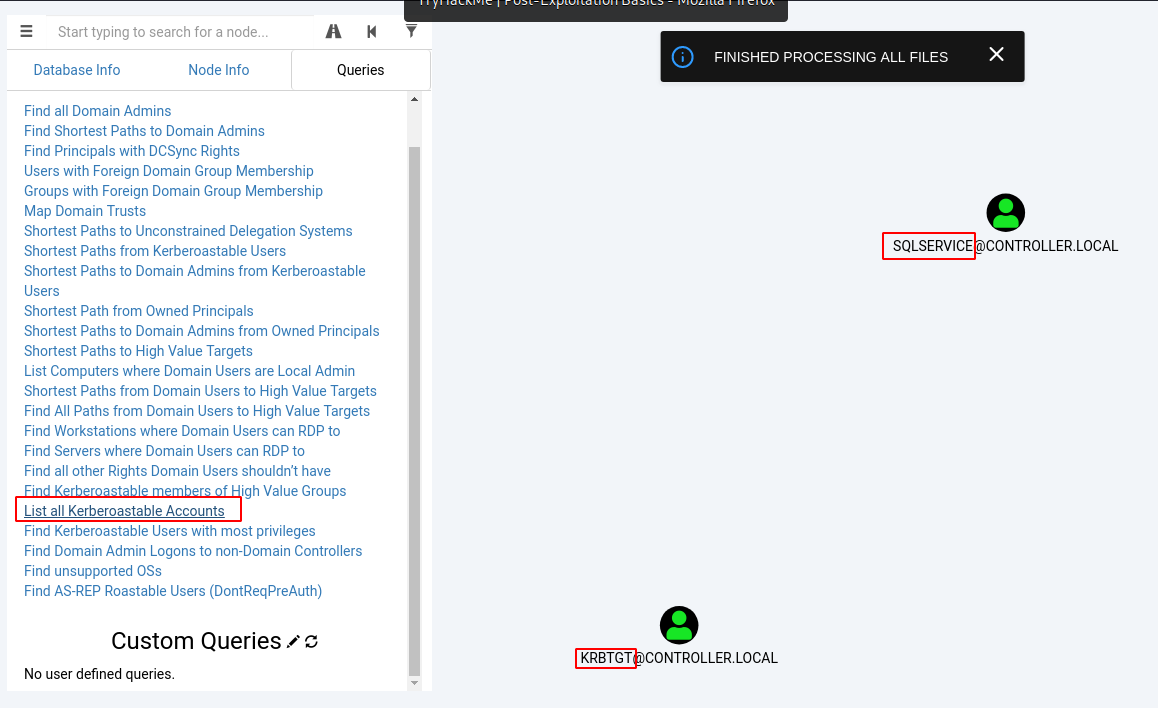 TryHackMe | Post-Exploitation Basics - Mozilla Firefox
Start typing to search for a node...
FINISHED PROCESSING ALL FILES
Database Info
Node Info
Queries
Find all Domain Admins
Find Shortest Paths to Domain Admins
Find Principals with DCSync Rights
Users with Foreign Domain Group Membership
Groups with Foreign Domain Group Membership
Map Domain Trusts
Shortest Paths to Unconstrained Delegation Systems
Shortest Paths from Kerberoastable Users
Shortest Paths to Domain Admins from Kerberoastable
Users
Shortest Path from Owned Principals
Shortest Paths to Domain Admins from Owned Principals
Shortest Paths to High Value Targets
List Computers where Domain Users are Local Admin
Shortest Paths from Domain Users to High Value Targets
Find All Paths from Domain Users to High Value Targets
Find Workstations where Domain Users can RDP to
Find Servers where Domain Users can RDP to
Find all other Rights Domain Users shouldn’t have
Find Kerberoastable members of High Value Groups
List all Kerberoastable Accounts
Find Kerberoastable Users with most privileges
Find Domain Admin Logons to non-Domain Controllers
Find unsupported OSs
Find AS-REP Roastable Users (DontReqPreAuth)
Custom Queries
No user defined queries.
SQLSERVICE@CONTROLLER.LOCAL
KRBTGT@CONTROLLER.LOCAL